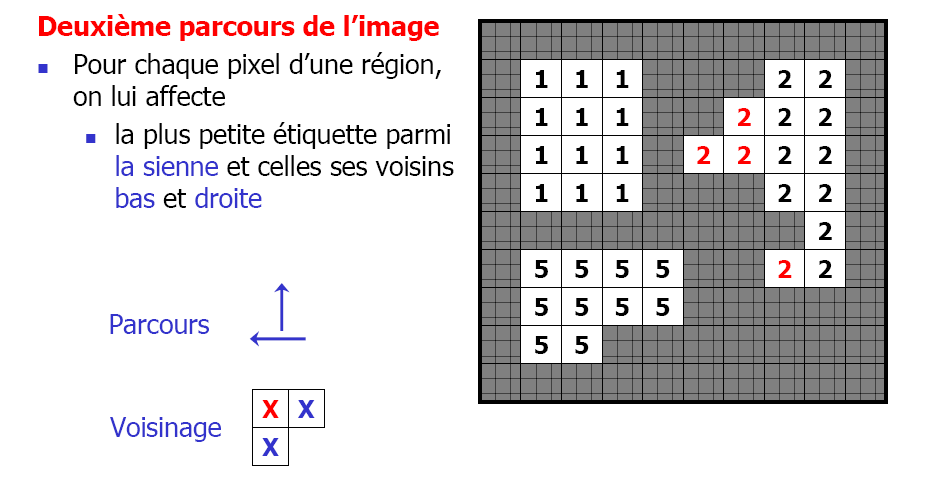 Deuxième parcours de l'image
Pour chaque pixel d'une région,
on lui affecte
la plus petite étiquette parmi
la sienne et celles ses voisins
bas et droite
Parcours
Voisinage
X X
X
1 1 1 2 2
1 1 1 2 2 2
1 1 1 2 2 2 2
1 1 1 2 2
2
5 5 5 5 2 2
5 5 5 5
5 5